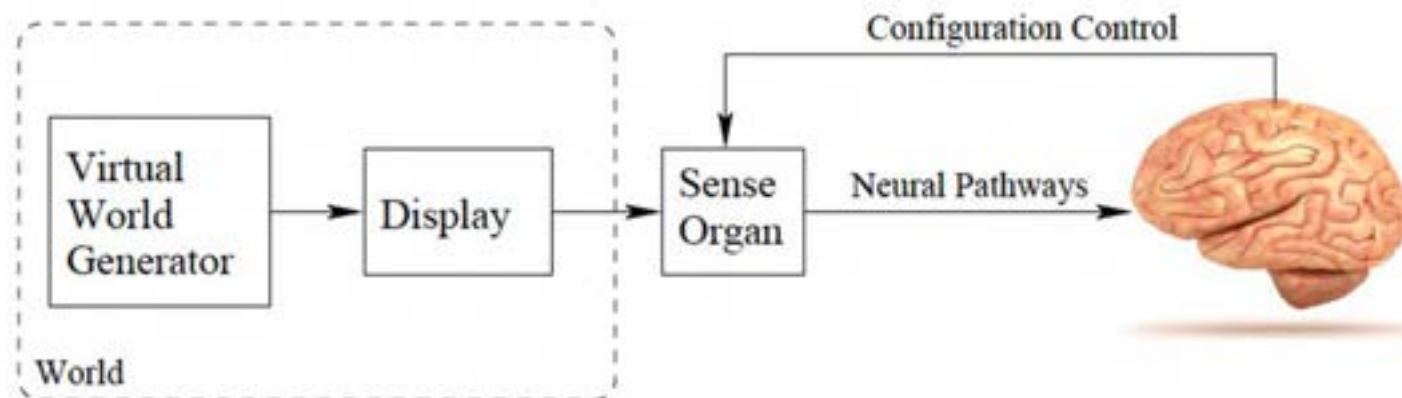 Configuration Control
Virtual
World
Generator
Display
Sense
Organ
Neural Pathways
World